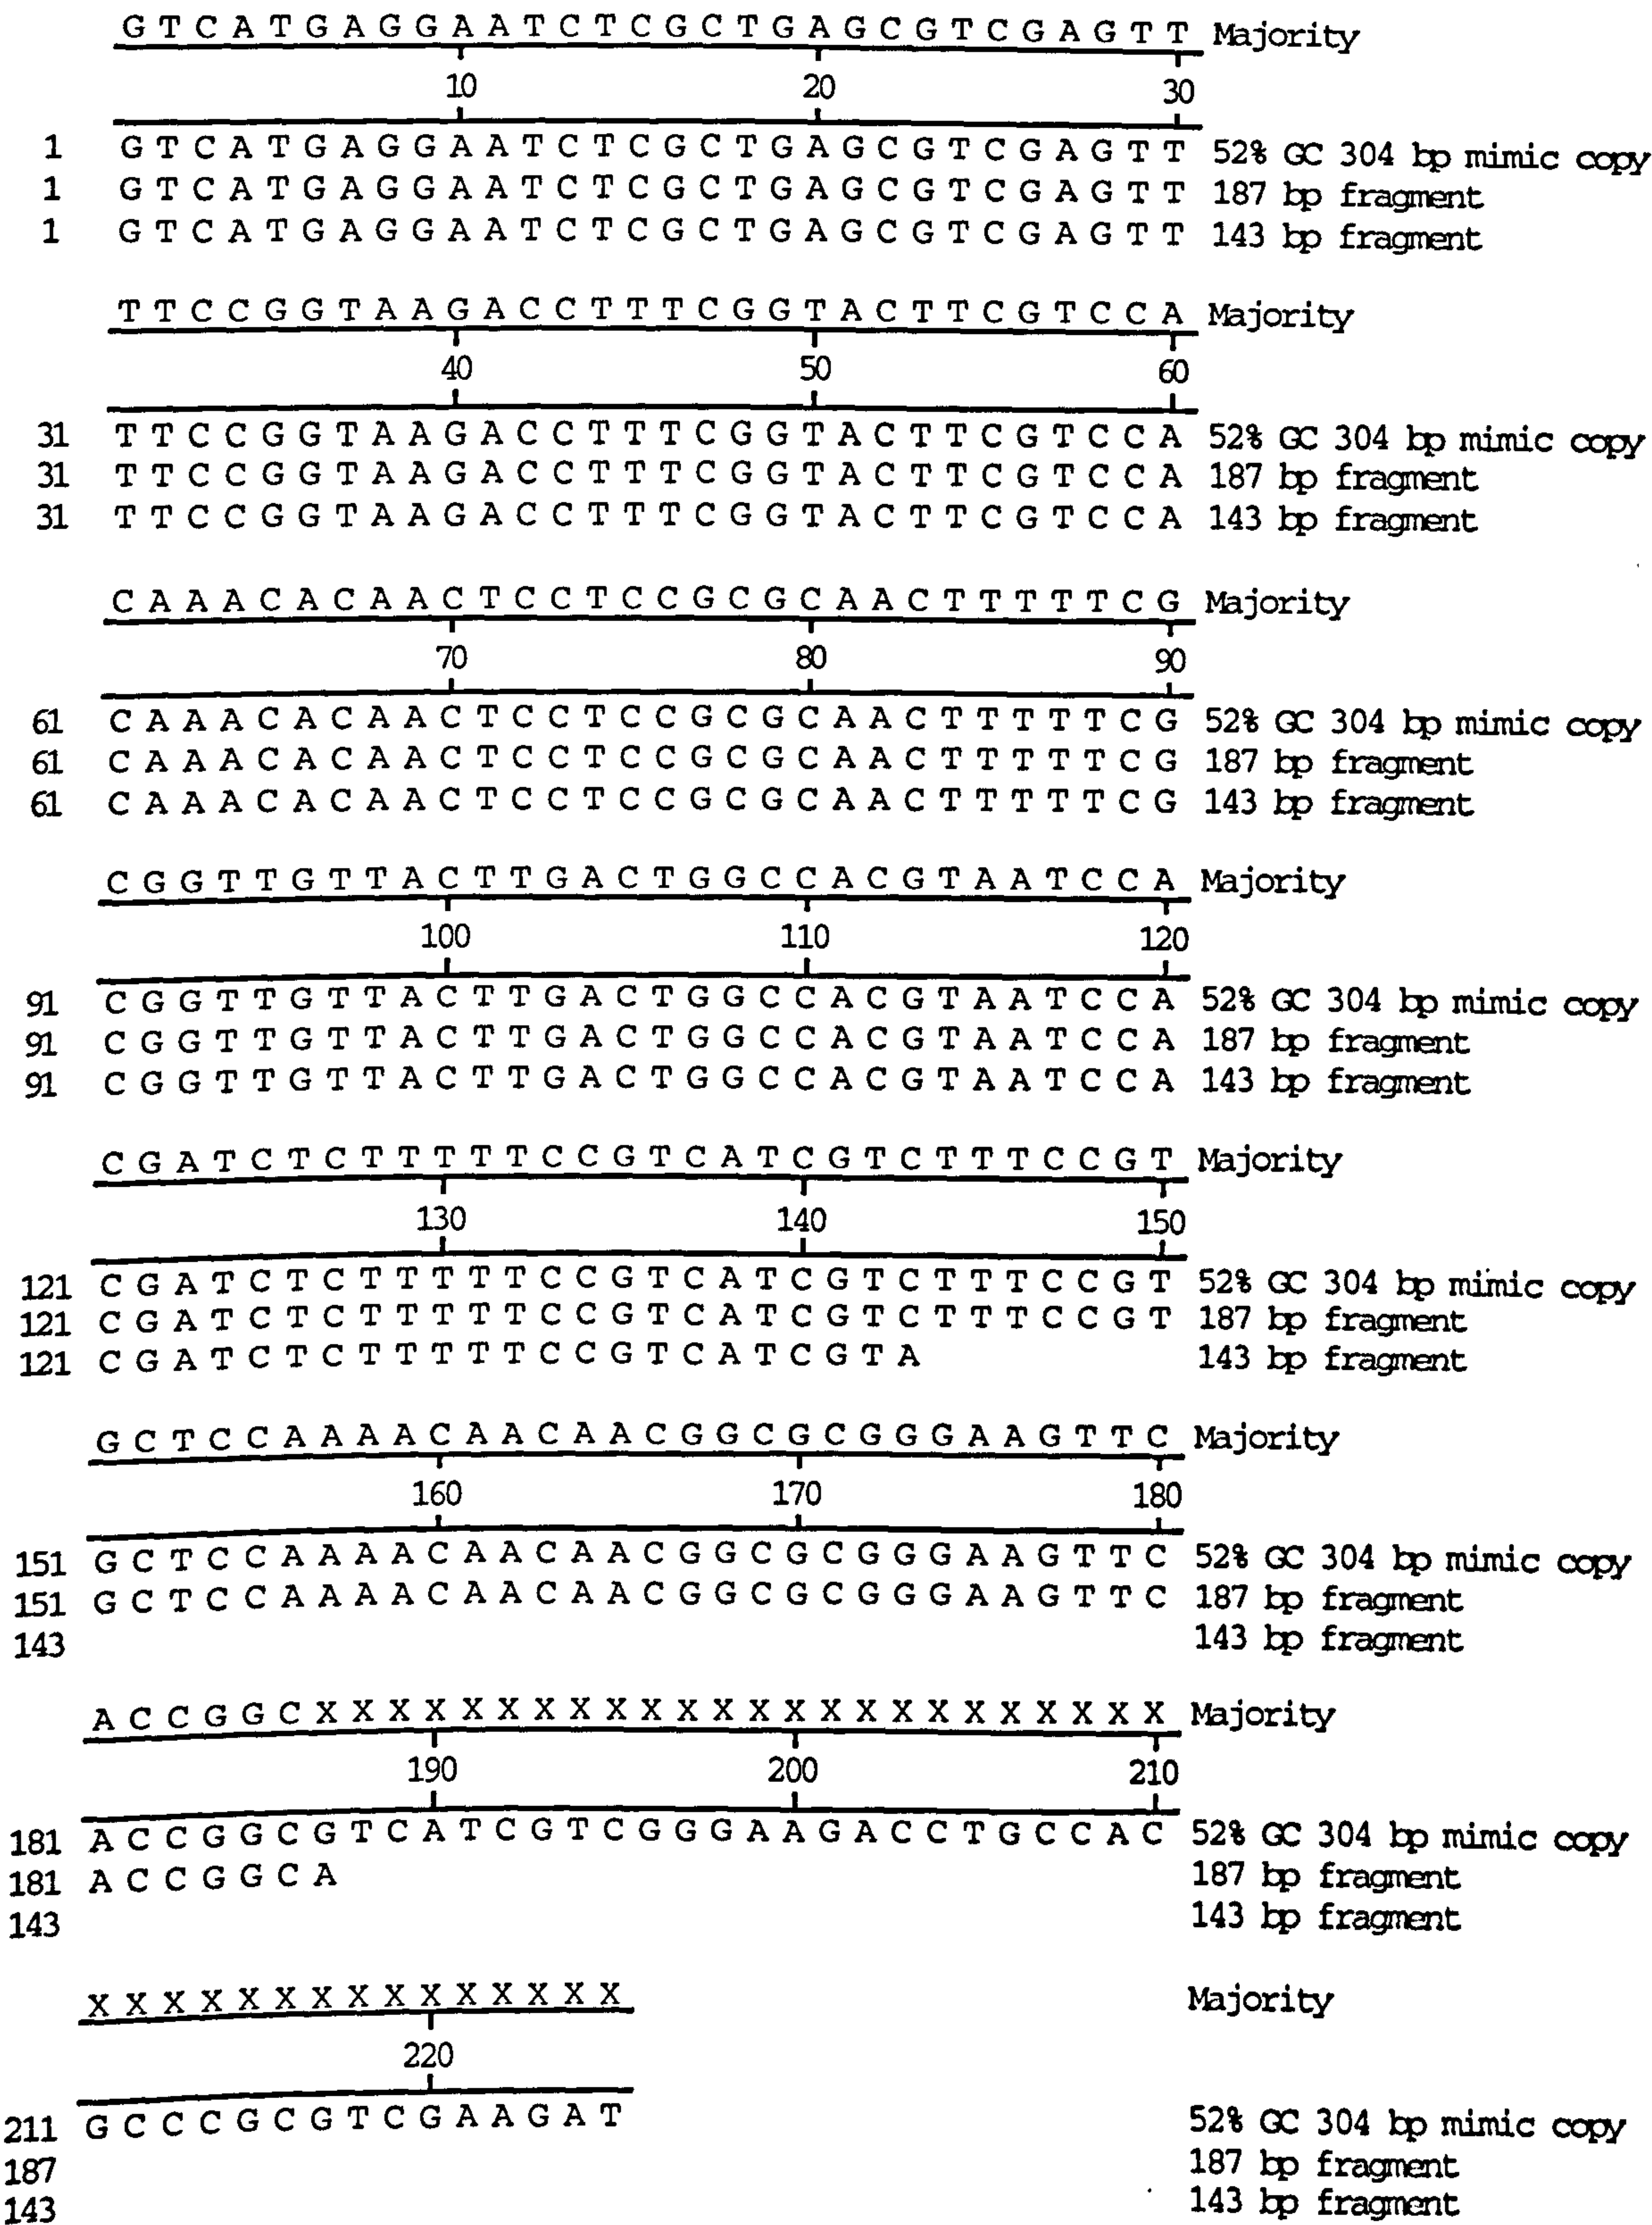 G T C A T G A G G A A T C T C G C T G A G C G T C G A G T T Majority
10 20 30
1 G T C A T G A G G A A T C T C G C T G A G C G T C G A G T T 52% GC 304 bp mimic copy
1 G T C A T G A G G A A T C T C G C T G A G C G T C G A G T T 187 bp fragment
1 G T C A T G A G G A A T C T C G C T G A G C G T C G A G T T 143 bp fragment
T T C C G G T A A G A C C T T T C G G T A C T T C G T C C A Majority
40 50 60
31 T T C C G G T A A G A C C T T T C G G T A C T T C G T C C A 52% GC 304 bp mimic copy
31 T T C C G G T A A G A C C T T T C G G T A C T T C G T C C A 187 bp fragment
31 T T C C G G T A A G A C C T T T C G G T A C T T C G T C C A 143 bp fragment
C A A A C A C A A C T C C T C C G C G C A A C T T T T T C G Majority
70 80 90
61 C A A A C A C A A C T C C T C C G C G C A A C T T T T T C G 52% GC 304 bp mimic copy
61 C A A A C A C A A C T C C T C C G C G C A A C T T T T T C G 187 bp fragment
61 C A A A C A C A A C T C C T C C G C G C A A C T T T T T C G 143 bp fragment
C G G T T G T T A C T T G A C T G G C C A C G T A A T C C A Majority
100 110 120
91 C G G T T G T T A C T T G A C T G G C C A C G T A A T C C A 52% GC 304 bp mimic copy
91 C G G T T G T T A C T T G A C T G G C C A C G T A A T C C A 187 bp fragment
91 C G G T T G T T A C T T G A C T G G C C A C G T A A T C C A 143 bp fragment
C G A T C T C T T T T T C C G T C A T C G T C T T T C C G T Majority
130 140 150
121 C G A T C T C T T T T T C C G T C A T C G T C T T T C C G T 52% GC 304 bp mimic copy
121 C G A T C T C T T T T T C C G T C A T C G T C T T T C C G T 187 bp fragment
121 C G A T C T C T T T T T C C G T C A T C G T A 143 bp fragment
G C T C C A A A A C A A C A A C G G C G C G G G A A G T T C Majority
160 170 180
151 G C T C C A A A A C A A C A A C G G C G C G G G A A G T T C 52% GC 304 bp mimic copy
151 G C T C C A A A A C A A C A A C G G C G C G G G A A G T T C 187 bp fragment
143 143 bp fragment
A C C G G C X X X X X X X X X X X X X X X X X X X X X X X X Majority
190 200 210
181 A C C G G C G T C A T C G T C G G G A A G A C C T G C C A C 52% GC 304 bp mimic copy
181 A C C G G C A 187 bp fragment
143 143 bp fragment
X X X X X X X X X X X X X X X Majority
220
211 G C C C G C G T C G A A G A T 52% GC 304 bp mimic copy
187 187 bp fragment
143 143 bp fragment